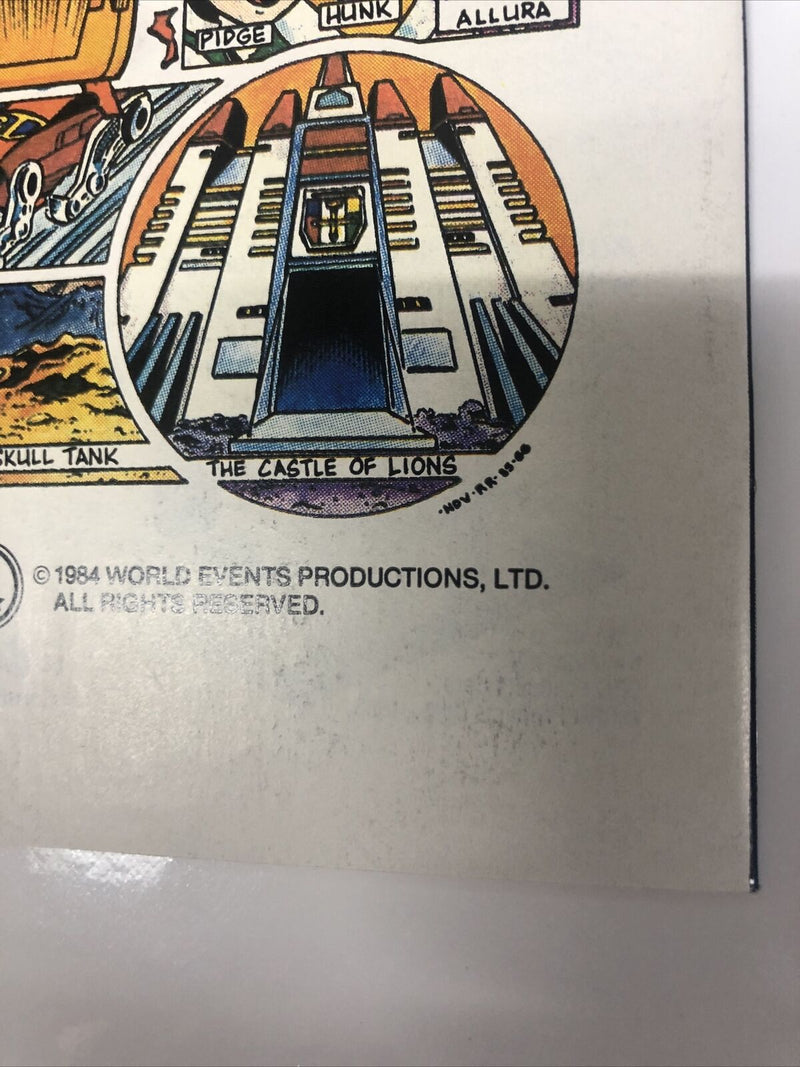 PIDGE
HUNK
ALLURA
SKULL TANK
THE CASTLE OF LIONS
© 1984 WORLD EVENTS PRODUCTIONS, LTD.
ALL RIGHTS RESERVED.